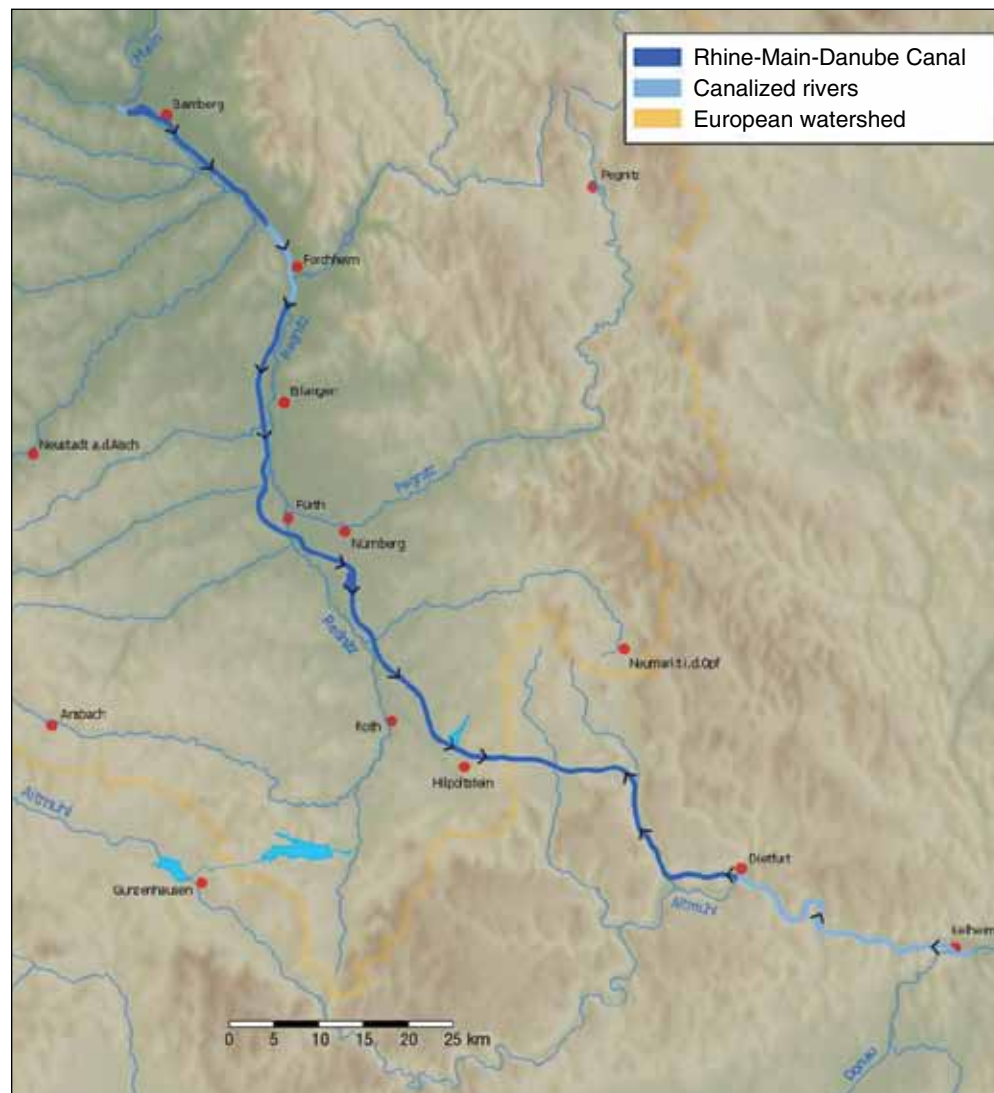 Rhine-Main-Danube Canal
Canalized rivers
European watershed
Main
Bamberg
Pegnitz
Forchheim
Regnitz
Erlangen
Neustadt a.d.Aisch
Pegnitz
Fürth
Nürnberg
Rednitz
Neumarkt i.d.Opf
Ansbach
Roth
Hilpoltstein
Altmühl
Dietfurt
Gunzenhausen
Altmühl
Kelheim
0 5 10 15 20 25 km
Donau